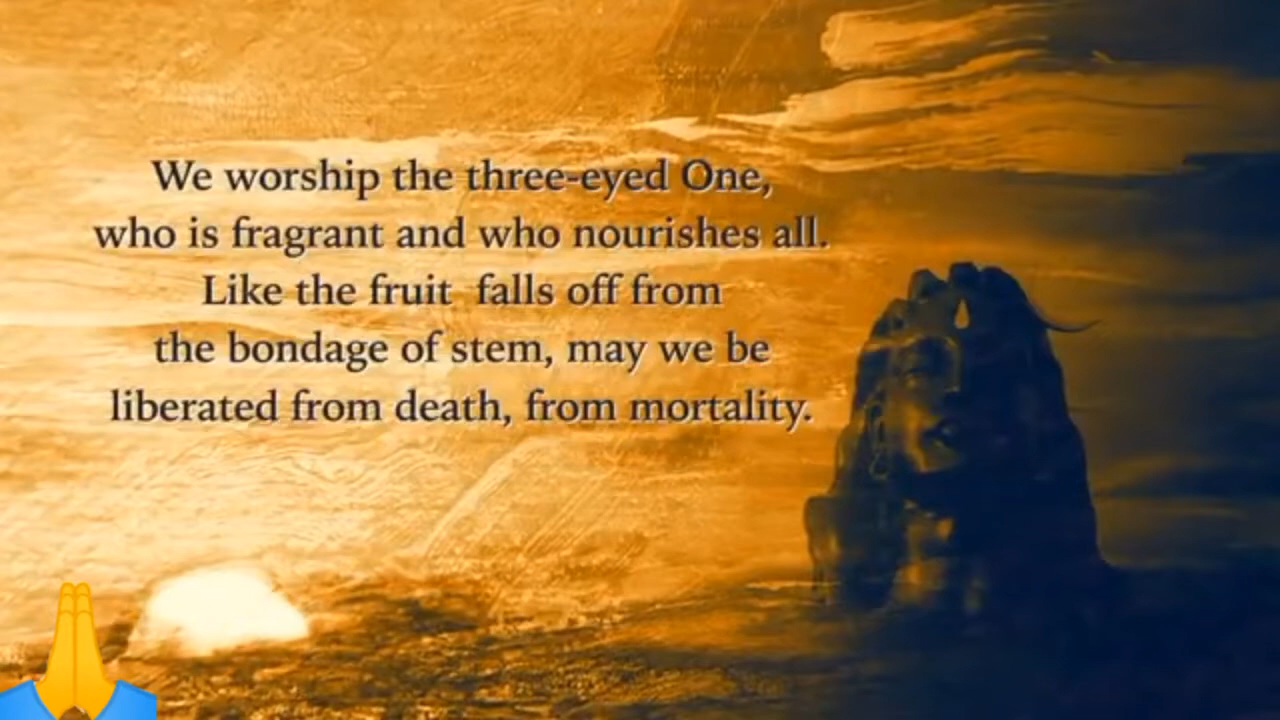 We worship the three-eyed One,
who is fragrant and who nourishes all.
Like the fruit falls off from
the bondage of stem, may we be
liberated from death, from mortality.